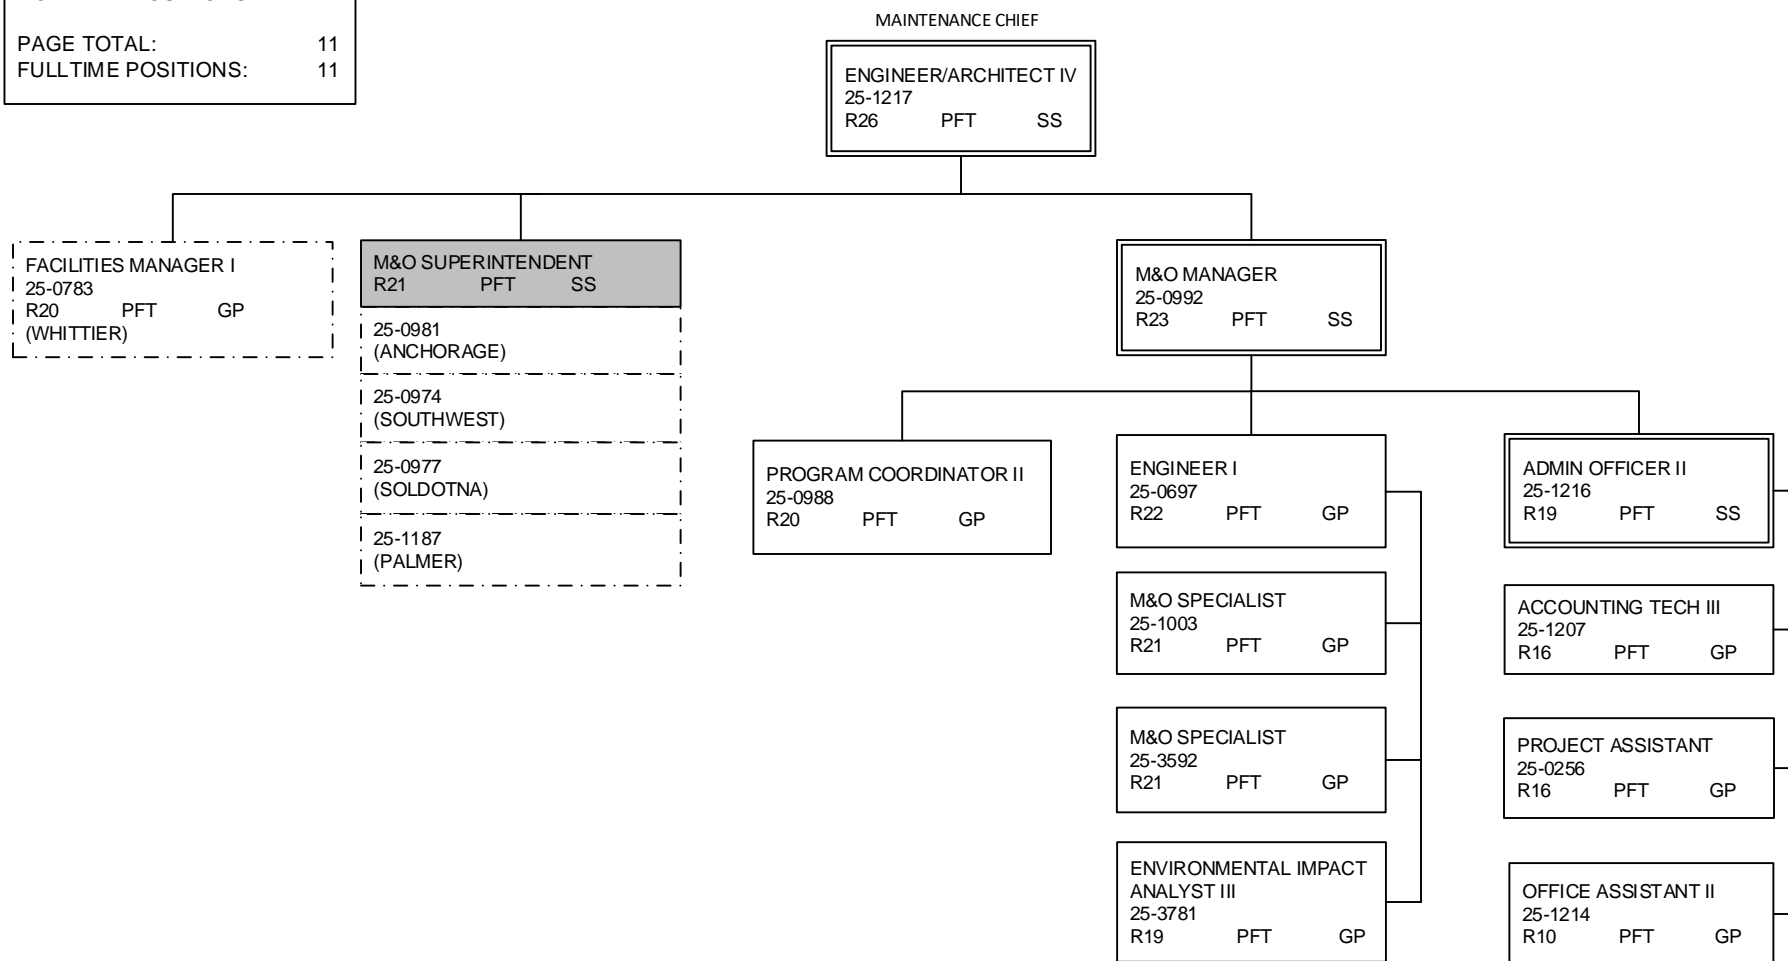 PAGE TOTAL: 11
FULLTIME POSITIONS: 11
MAINTENANCE CHIEF
ENGINEER/ARCHITECT IV
25-1217
R26 PFT SS
FACILITIES MANAGER I
25-0783
R20 PFT GP
(WHITTIER)
M&O SUPERINTENDENT
R21 PFT SS
25-0981
(ANCHORAGE)
25-0974
(SOUTHWEST)
25-0977
(SOLDOTNA)
25-1187
(PALMER)
M&O MANAGER
25-0992
R23 PFT SS
PROGRAM COORDINATOR II
25-0988
R20 PFT GP
ENGINEER I
25-0697
R22 PFT GP
M&O SPECIALIST
25-1003
R21 PFT GP
M&O SPECIALIST
25-3592
R21 PFT GP
ENVIRONMENTAL IMPACT
ANALYST III
25-3781
R19 PFT GP
ADMIN OFFICER II
25-1216
R19 PFT SS
ACCOUNTING TECH III
25-1207
R16 PFT GP
PROJECT ASSISTANT
25-0256
R16 PFT GP
OFFICE ASSISTANT II
25-1214
R10 PFT GP